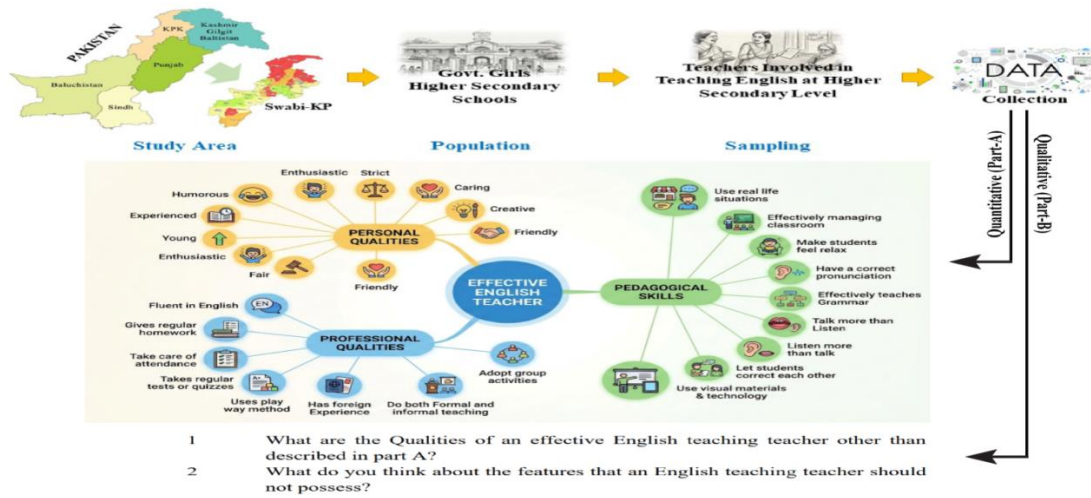 PAKISTAN
KPK
Kashmir
Gilgit
Baltistan
Punjab
Baluchistan
Sindh
Swabi-KP
Govt. Girls
Higher Secondary
Schools
Teachers Involved in
Teaching English at Higher
Secondary Level
DATA
Collection
Study Area
Population
Sampling
Quantitative (Part-A)
Qualitative (Part-B)
Enthusiastic
Strict
Caring
Humorous
Creative
Experienced
PERSONAL
QUALITIES
Friendly
Young
Enthusiastic
Fair
Friendly
EFFECTIVE
ENGLISH
TEACHER
Fluent in English
EN
Gives regular
homework
PROFESSIONAL
QUALITIES
Take care of
attendance
Takes regular
tests or quizzes
Uses play
way method
A+
Has foreign
Experience
Do both Formal and
informal teaching
Adopt group
activities
PEDAGOGICAL
SKILLS
Use real life
situations
Effectively managing
classroom
Make students
feel relax
Have a correct
pronunciation
Effectively teaches
Grammar
Talk more than
Listen
Listen more
than talk
Let students
correct each other
Use visual materials
& technology
1 What are the Qualities of an effective English teaching teacher other than
described in part A?
2 What do you think about the features that an English teaching teacher should
not possess?